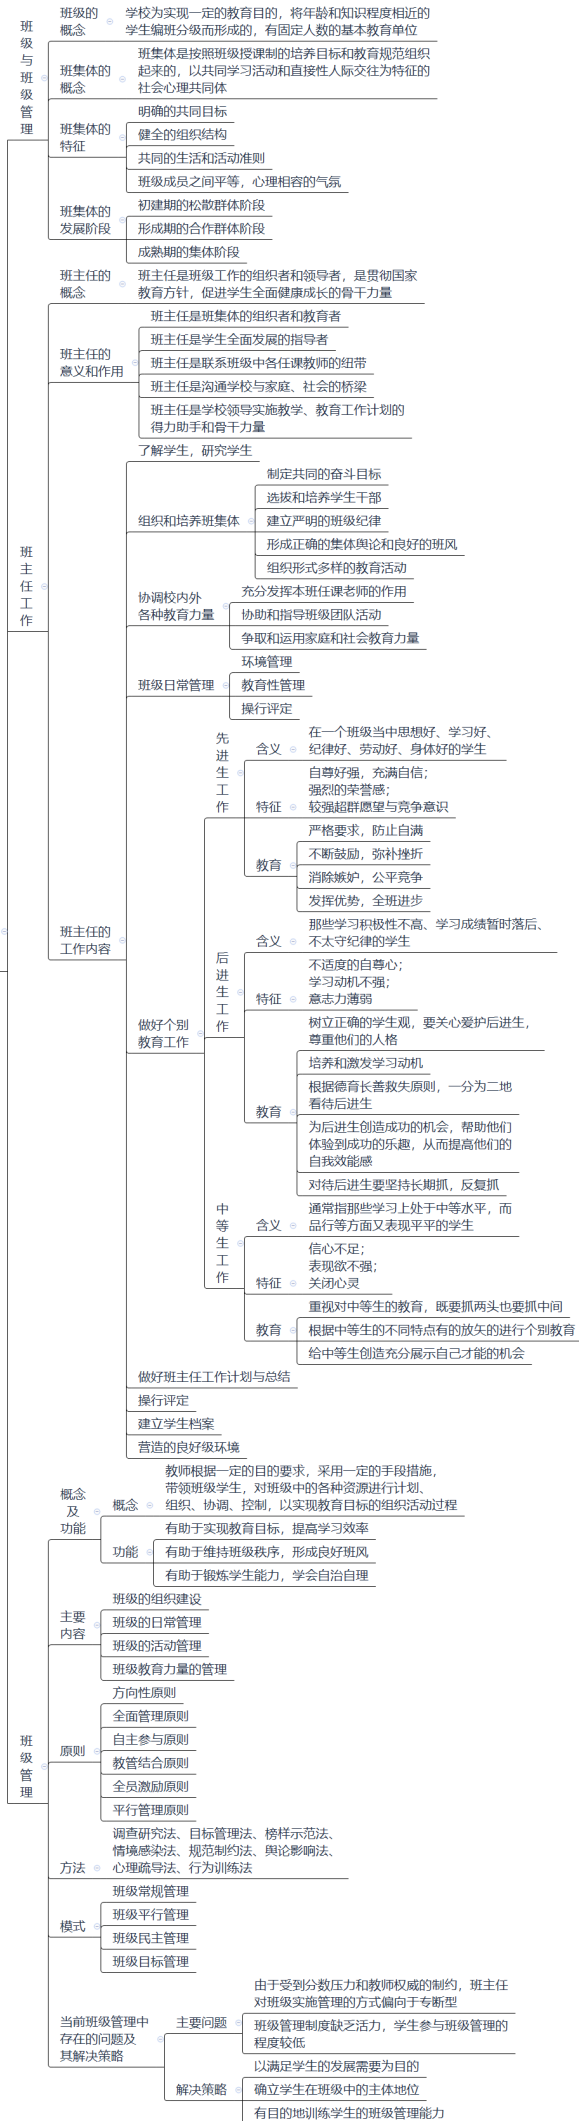 班级与班级管理
班级的
概念
学校为实现一定的教育目的，将年龄和知识程度相近的
学生编班分级而形成的，有固定人数的基本教育单位
班集体的
概念
班集体是按照班级授课制的培养目标和教育规范组织
起来的，以共同学习活动和直接性人际交往为特征的
社会心理共同体
班集体的
特征
明确的共同目标
健全的组织结构
共同的生活和活动准则
班级成员之间平等，心理相容的气氛
班集体的
发展阶段
初建期的松散群体阶段
形成期的合作群体阶段
成熟期的集体阶段
班主任工作
班主任的
概念
班主任是班级工作的组织者和领导者，是贯彻国家
教育方针，促进学生全面健康成长的骨干力量
班主任的
意义和作用
班主任是班集体的组织者和教育者
班主任是学生全面发展的指导者
班主任是联系班级中各任课教师的纽带
班主任是沟通学校与家庭、社会的桥梁
班主任是学校领导实施教学、教育工作计划的
得力助手和骨干力量
班主任的
工作内容
了解学生，研究学生
组织和培养班集体
制定共同的奋斗目标
选拔和培养学生干部
建立严明的班级纪律
形成正确的集体舆论和良好的班风
组织形式多样的教育活动
协调校内外
各种教育力量
充分发挥本班任课老师的作用
协助和指导班级团队活动
争取和运用家庭和社会教育力量
班级日常管理
环境管理
教育性管理
操行评定
做好个别
教育工作
先进生工作
含义
在一个班级当中思想好、学习好、
纪律好、劳动好、身体好的学生
特征
自尊好强，充满自信；
强烈的荣誉感；
较强超群愿望与竞争意识
教育
严格要求，防止自满
不断鼓励，弥补挫折
消除嫉妒，公平竞争
发挥优势，全班进步
后进生工作
含义
那些学习积极性不高、学习成绩暂时落后、
不太守纪律的学生
特征
不适度的自尊心；
学习动机不强；
意志力薄弱
教育
树立正确的学生观，要关心爱护后进生，
尊重他们的人格
培养和激发学习动机
根据德育长善救失原则，一分为二地
看待后进生
为后进生创造成功的机会，帮助他们
体验到成功的乐趣，从而提高他们的
自我效能感
对待后进生要坚持长期抓，反复抓
中等生工作
含义
通常指那些学习上处于中等水平，而
品行等方面又表现平平的学生
特征
信心不足；
表现欲不强；
关闭心灵
教育
重视对中等生的教育，既要抓两头也要抓中间
根据中等生的不同特点有的放矢的进行个别教育
给中等生创造充分展示自己才能的机会
做好班主任工作计划与总结
操行评定
建立学生档案
营造的良好级环境
班级管理
概念
及
功能
概念
教师根据一定的目的要求，采用一定的手段措施，
带领班级学生，对班级中的各种资源进行计划、
组织、协调、控制，以实现教育目标的组织活动过程
功能
有助于实现教育目标，提高学习效率
有助于维持班级秩序，形成良好班风
有助于锻炼学生能力，学会自治自理
主要
内容
班级的组织建设
班级的日常管理
班级的活动管理
班级教育力量的管理
原则
方向性原则
全面管理原则
自主参与原则
教管结合原则
全员激励原则
平行管理原则
方法
调查研究法、目标管理法、榜样示范法、
情境感染法、规范制约法、舆论影响法、
心理疏导法、行为训练法
模式
班级常规管理
班级平行管理
班级民主管理
班级目标管理
当前班级管理中
存在的问题及
其解决策略
主要问题
由于受到分数压力和教师权威的制约，班主任
对班级实施管理的方式偏向于专断型
班级管理制度缺乏活力，学生参与班级管理的
程度较低
解决策略
以满足学生的发展需要为目的
确立学生在班级中的主体地位
有目的地训练学生的班级管理能力